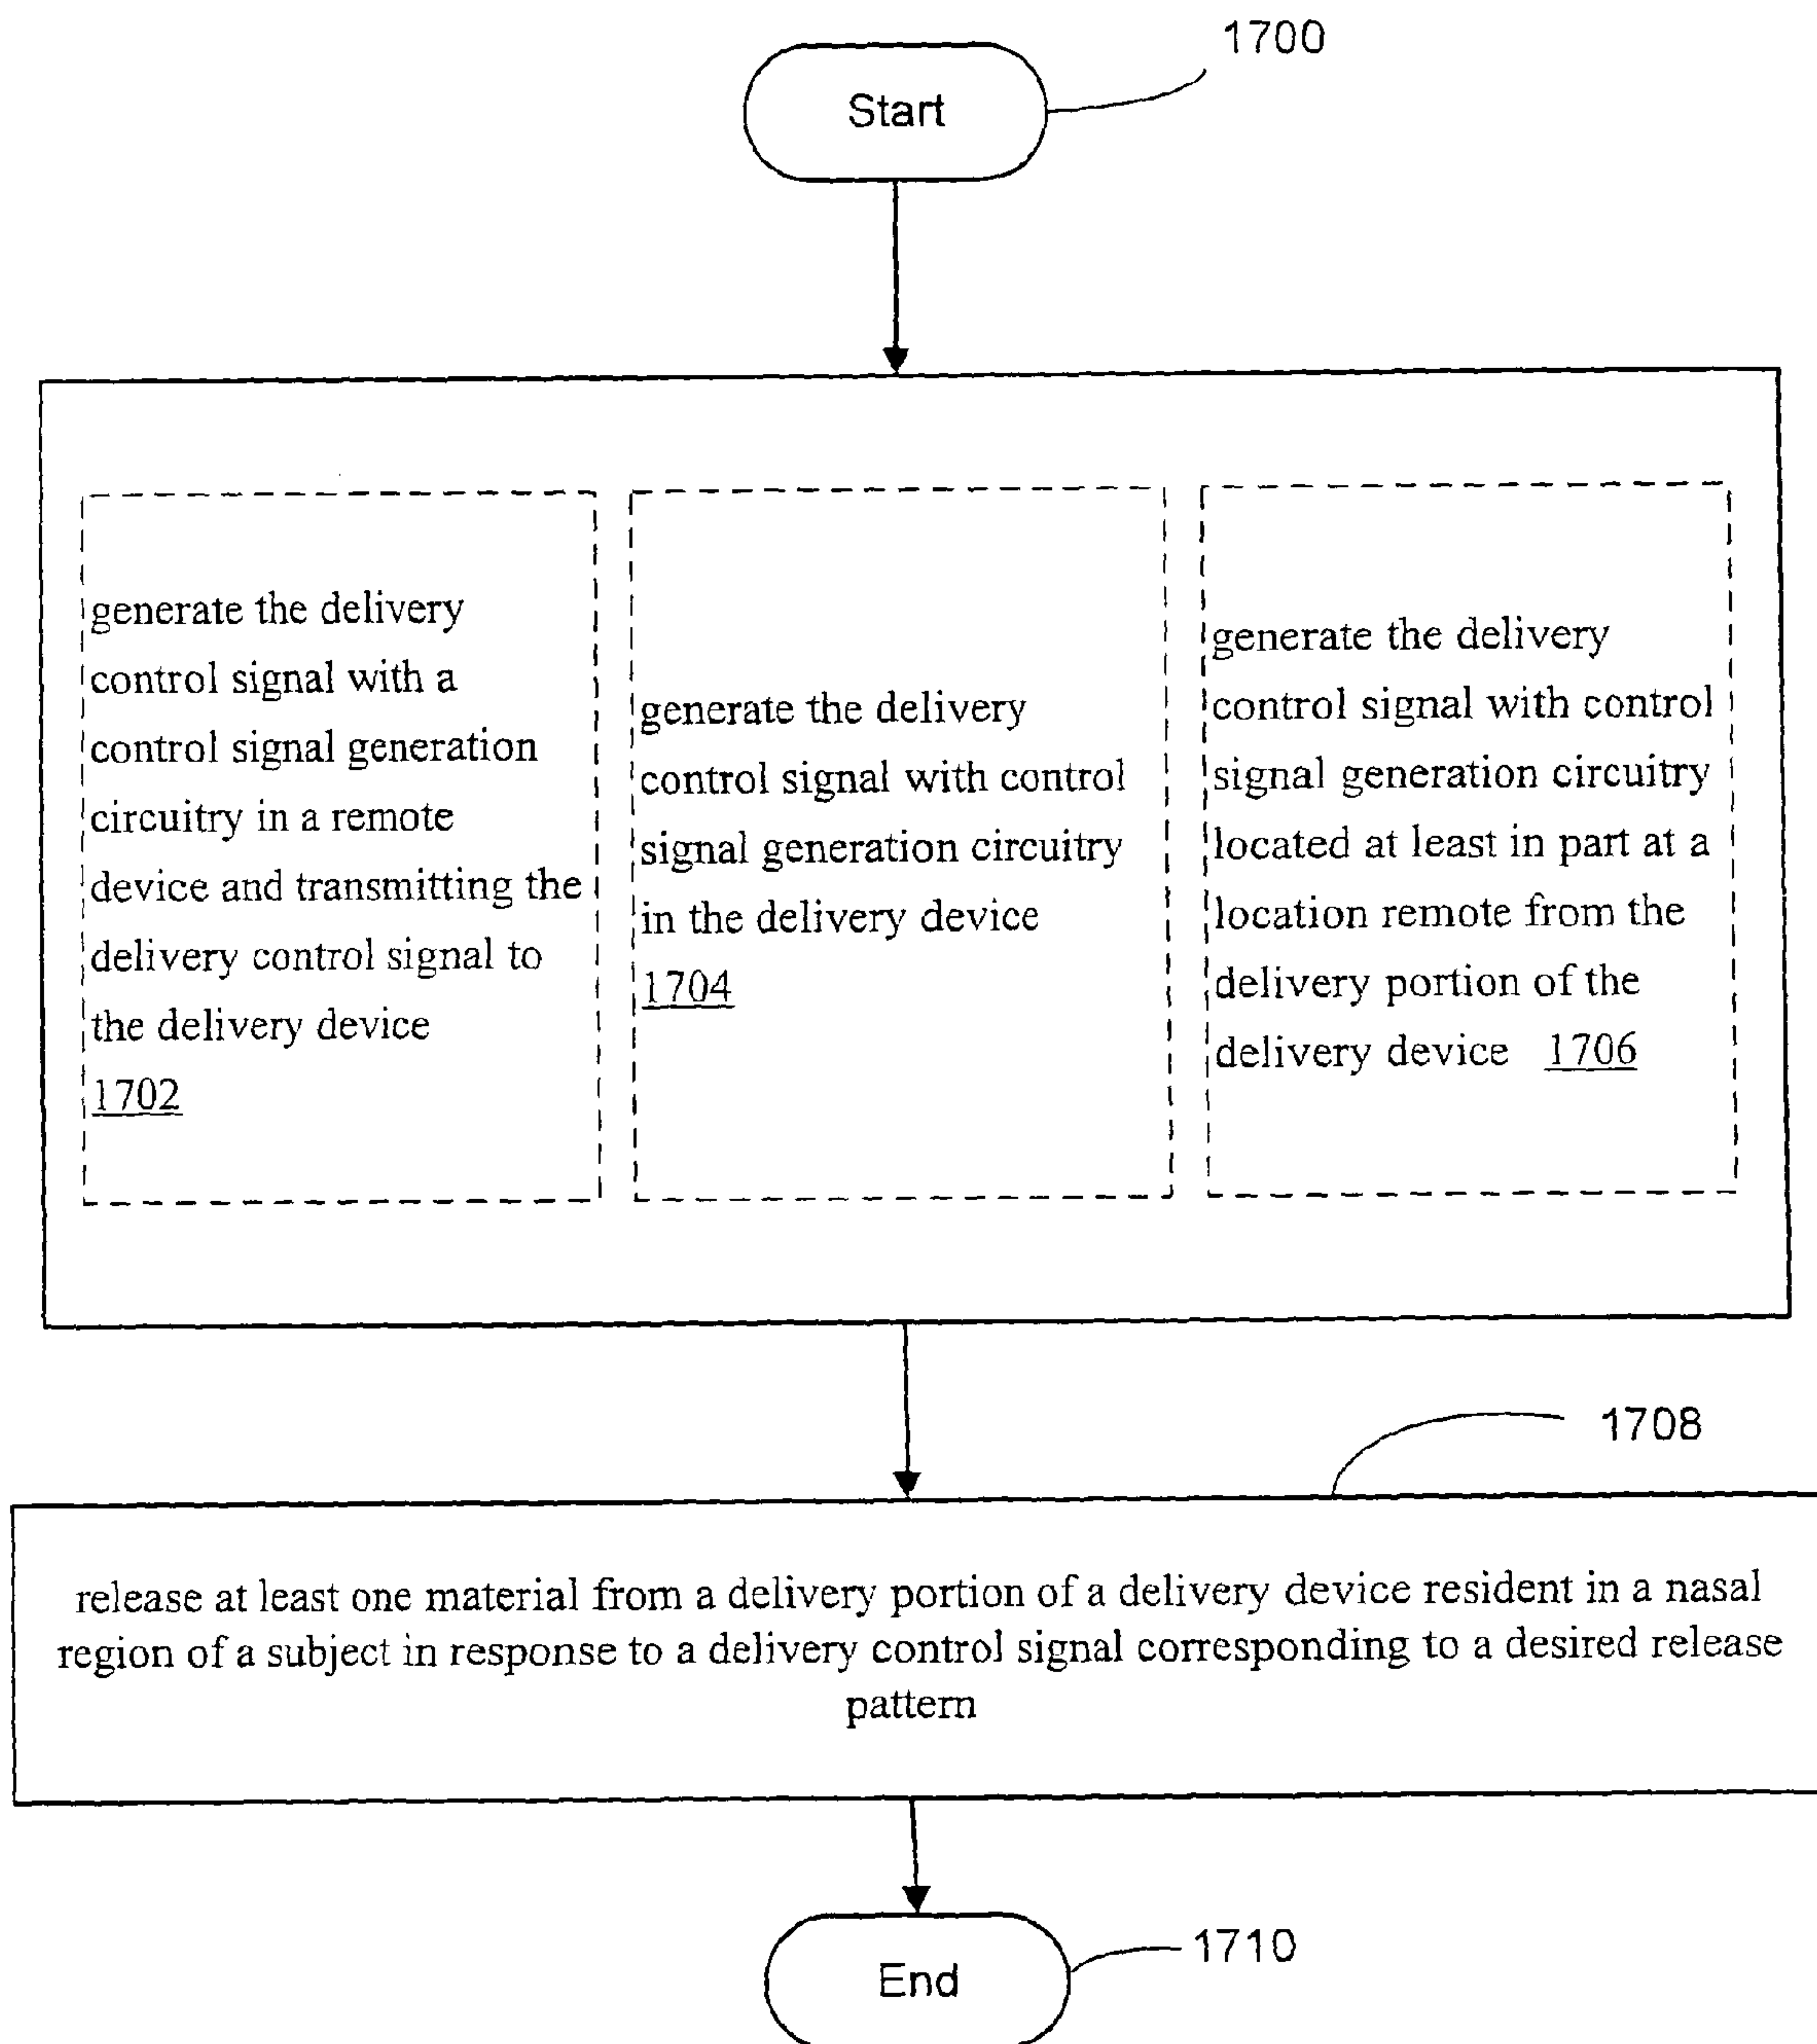 1700
Start
generate the delivery
control signal with a
control signal generation
circuitry in a remote
device and transmitting the
delivery control signal to
the delivery device
1702
generate the delivery
control signal with control
signal generation circuitry
in the delivery device
1704
generate the delivery
control signal with control
signal generation circuitry
located at least in part at a
location remote from the
delivery portion of the
delivery device 1706
1708
release at least one material from a delivery portion of a delivery device resident in a nasal
region of a subject in response to a delivery control signal corresponding to a desired release
pattern
1710
End